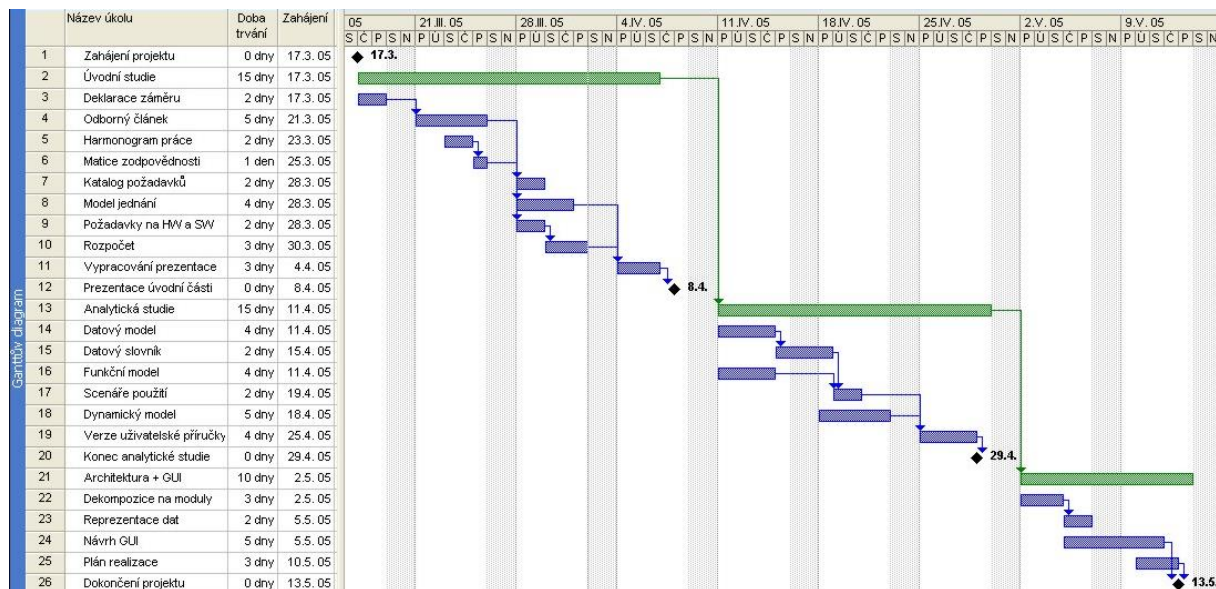 Název úkolu Doba trvání Zahájení 05 21.III. 05 28.III. 05 4.IV. 05 11.IV. 05 18.IV. 05 25.IV. 05 2.V. 05 9.V. 05
S Č P S N P Ú S Č P S N P Ú S Č P S N P Ú S Č P S N P Ú S Č P S N P Ú S Č P S N P Ú S Č P S N P Ú S Č P S N P Ú S Č P S N
1 Zahájení projektu 0 dny 17.3. 05 17.3.
2 Úvodní studie 15 dny 17.3. 05
3 Deklarace záměru 2 dny 17.3. 05
4 Odborný článek 5 dny 21.3. 05
5 Harmonogram práce 2 dny 23.3. 05
6 Matice zodpovědnosti 1 den 25.3. 05
7 Katalog požadavků 2 dny 28.3. 05
8 Model jednání 4 dny 28.3. 05
9 Požadavky na HW a SW 2 dny 28.3. 05
10 Rozpočet 3 dny 30.3. 05
11 Vypracování prezentace 3 dny 4.4. 05
12 Prezentace úvodní části 0 dny 8.4. 05 8.4.
13 Analytická studie 15 dny 11.4. 05
14 Datový model 4 dny 11.4. 05
15 Datový slovník 2 dny 15.4. 05
16 Funkční model 4 dny 11.4. 05
17 Scenáře použití 2 dny 19.4. 05
18 Dynamický model 5 dny 18.4. 05
19 Verze uživatelské příručky 4 dny 25.4. 05
20 Konec analytické studie 0 dny 29.4. 05 29.4.
21 Architektura + GUI 10 dny 2.5. 05
22 Dekompozice na moduly 3 dny 2.5. 05
23 Reprezentace dat 2 dny 5.5. 05
24 Návrh GUI 5 dny 5.5. 05
25 Plán realizace 3 dny 10.5. 05
26 Dokončení projektu 0 dny 13.5. 05 13.5.
Ganttův diagram